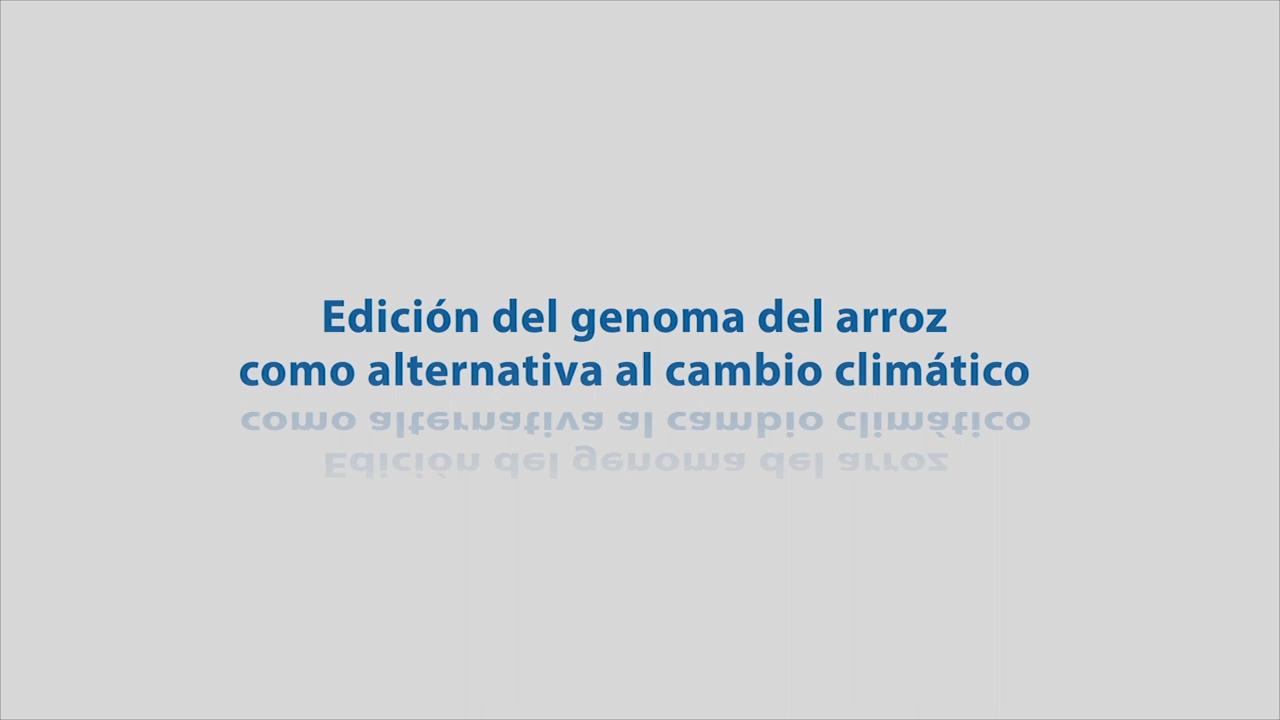 Edición del genoma del arroz
como alternativa al cambio climático